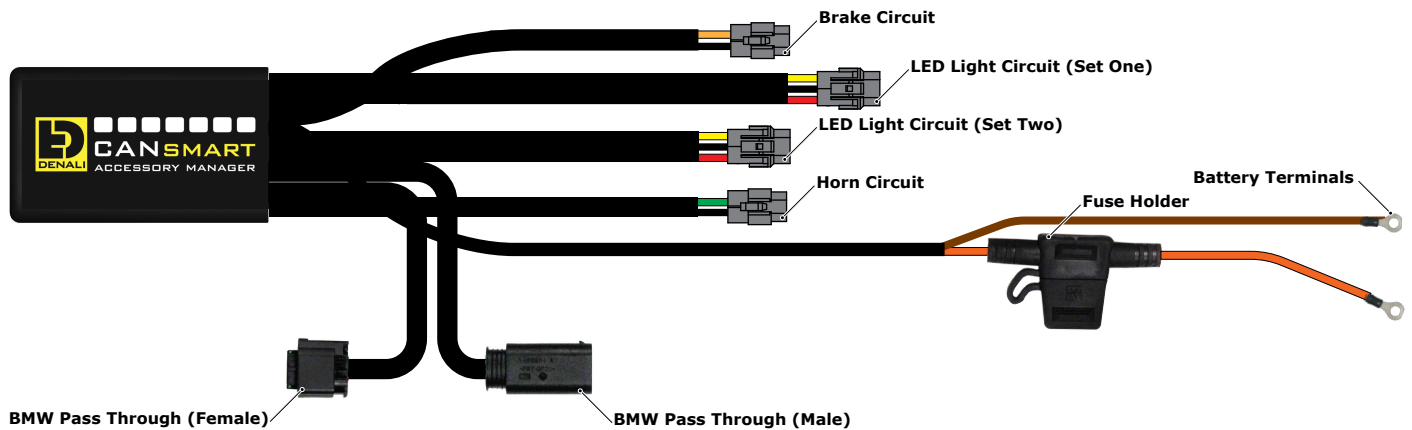 Brake Circuit
LED Light Circuit (Set One)
LED Light Circuit (Set Two)
Horn Circuit
Battery Terminals
Fuse Holder
DENALI
CANSMART
ACCESSORY MANAGER
BMW Pass Through (Female)
BMW Pass Through (Male)